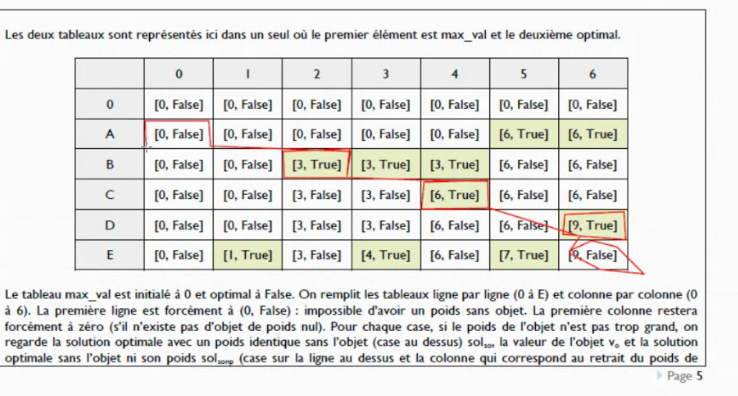 Les deux tableaux sont représentés ici dans un seul où le premier élément est max_val et le deuxième optimal.
0 1 2 3 4 5 6
0 [0, False] [0, False] [0, False] [0, False] [0, False] [0, False] [0, False]
A [0, False] [0, False] [0, False] [0, False] [0, False] [6, True] [6, True]
B [0, False] [0, False] [3, True] [3, True] [3, True] [6, False] [6, False]
C [0, False] [0, False] [3, False] [3, False] [6, True] [6, False] [6, False]
D [0, False] [0, False] [3, False] [3, False] [6, False] [6, False] [9, True]
E [0, False] [1, True] [3, False] [4, True] [6, False] [7, True] [9, False]
Le tableau max_val est initialé à 0 et optimal à False. On remplit les tableaux ligne par ligne (0 à E) et colonne par colonne (0
à 6). La première ligne est forcément à (0, False) : impossible d'avoir un poids sans objet. La première colonne restera
forcément à zéro (s'il n'existe pas d'objet de poids nul). Pour chaque case, si le poids de l'objet n'est pas trop grand, on
regarde la solution optimale avec un poids identique sans l'objet (case au dessus) sol, la valeur de l'objet v et la solution
optimale sans l'objet ni son poids sol (case sur la ligne au dessus et la colonne qui correspond au retrait du poids de
Page 5